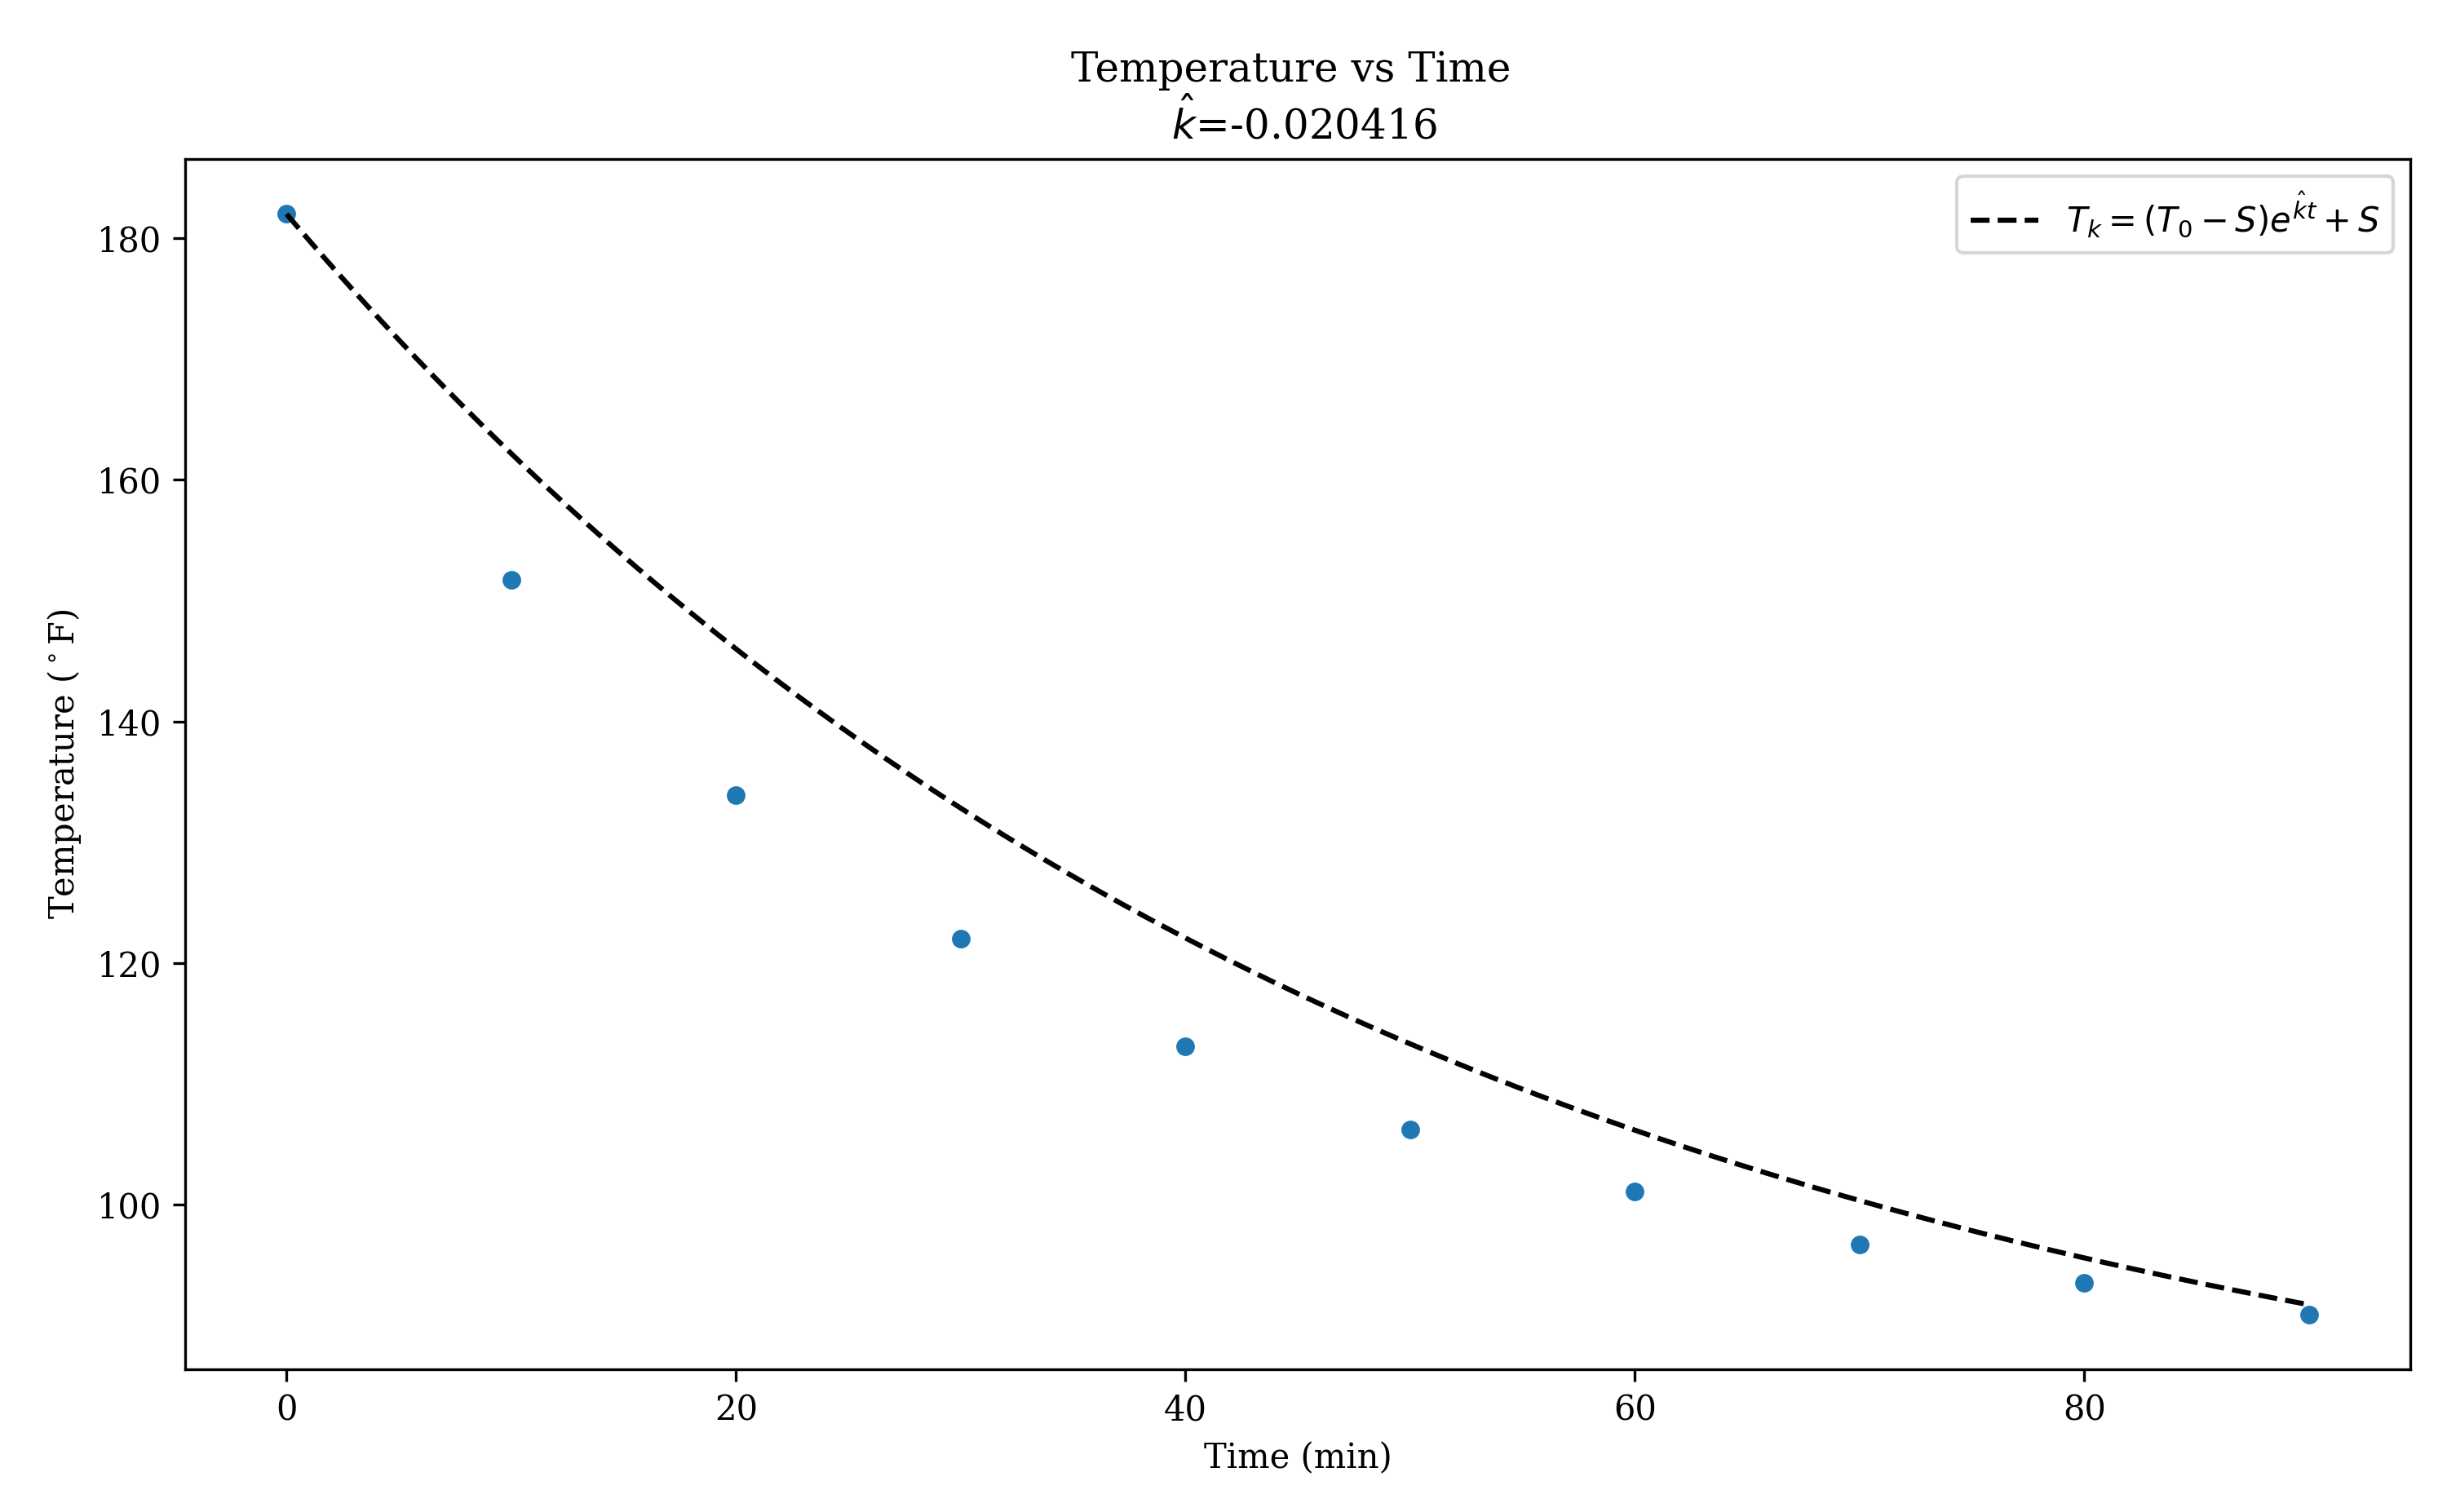 Temperature vs Time
k̂=-0.020416
T_k = (T_0 − S)e^{k̂t} + S
180
160
140
120
100
Temperature (°F)
0 20 40 60 80
Time (min)